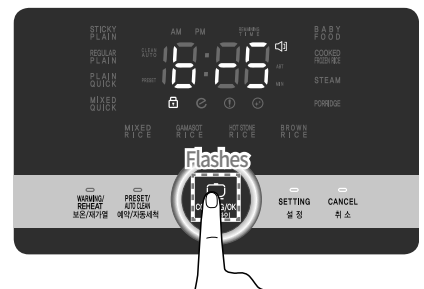 STICKY
PLAIN
AM PM
REMAINING
TIME
BABY
FOOD
REGULAR
PLAIN
CLEAN
AUTO
COOKED
FROZEN RICE
PLAIN
QUICK
PRESET
b-5
STEAM
MIXED
QUICK
PORRIDGE
MIXED
RICE
GAMASOT
RICE
HOT STONE
RICE
BROWN
RICE
Flashes
WARMING/
REHEAT
보온/재가열
PRESET/
AUTO CLEAN
예약/자동세척
SETTING
설 정
CANCEL
취 소